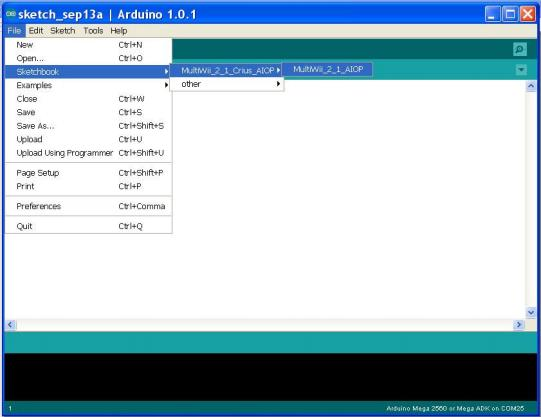 sketch_sep13a | Arduino 1.0.1
File Edit Sketch Tools Help
New Ctrl+N
Open... Ctrl+O
Sketchbook MultiWii_2_1_Crius_AIOP MultiWii_2_1_AIOP
Examples other
Close Ctrl+W
Save Ctrl+S
Save As... Ctrl+Shift+S
Upload Ctrl+U
Upload Using Programmer Ctrl+Shift+U
Page Setup Ctrl+Shift+P
Print Ctrl+P
Preferences Ctrl+Comma
Quit Ctrl+Q
1 Arduino Mega 2560 or Mega ADK on COM25